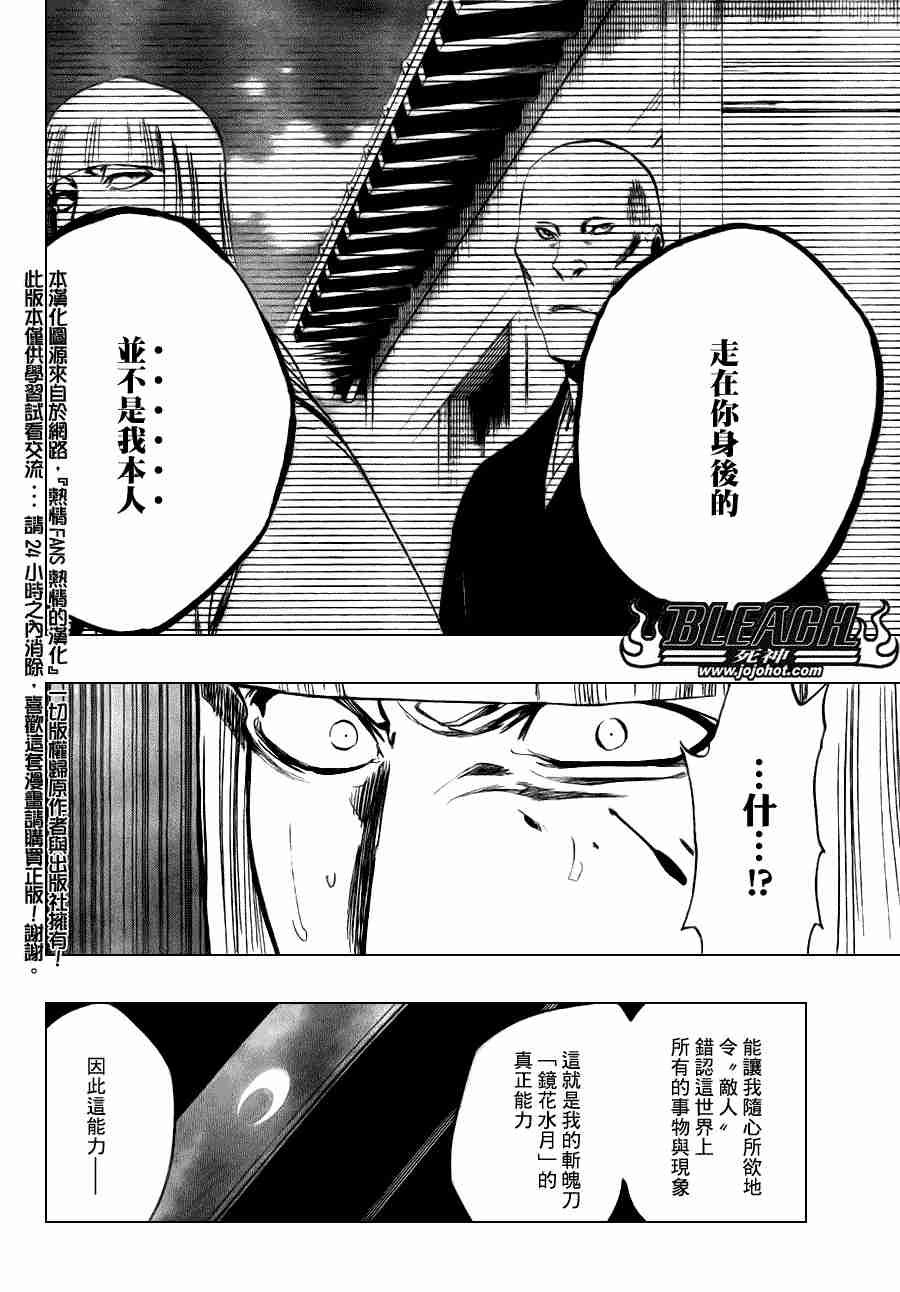 走在你身後的
並不是我本人
BLEACH
死神
www.jojohot.com
…什…!?
能讓我隨心所欲地
令〝敵人〞
錯認這世界上
所有的事物與現象
這就是我的斬魄刀
「鏡花水月」的
真正能力
因此這能力——
本漢化圖源來自於網路，『熱情FANS熱情的漢化』一切版權歸原作者與出版社擁有！
此版本僅供學習試看交流…請24小時之內消除，喜歡這套漫畫請購買正版！謝謝。